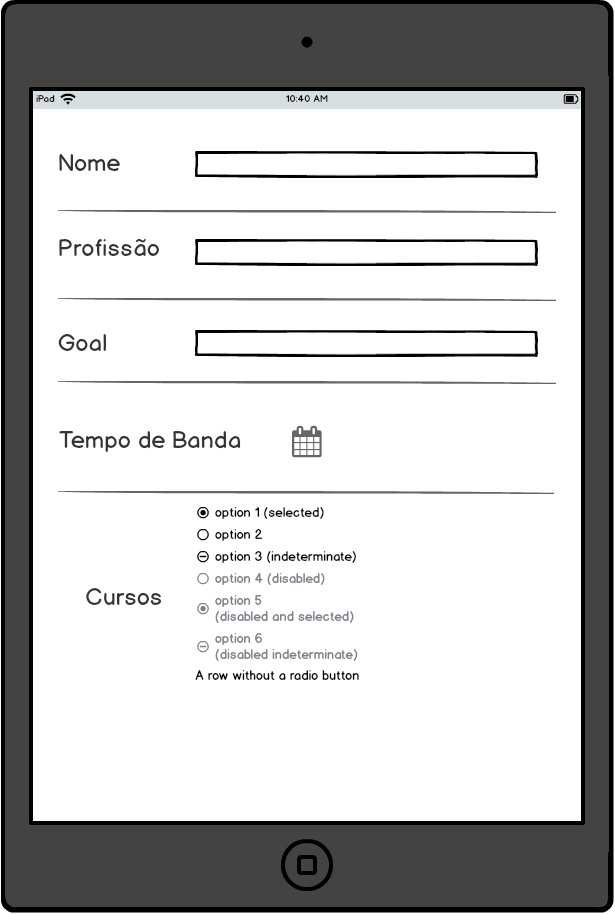 iPad 10:40 AM
Nome
Profissão
Goal
Tempo de Banda
option 1 (selected)
option 2
option 3 (indeterminate)
option 4 (disabled)
Cursos
option 5
(disabled and selected)
option 6
(disabled indeterminate)
A row without a radio button